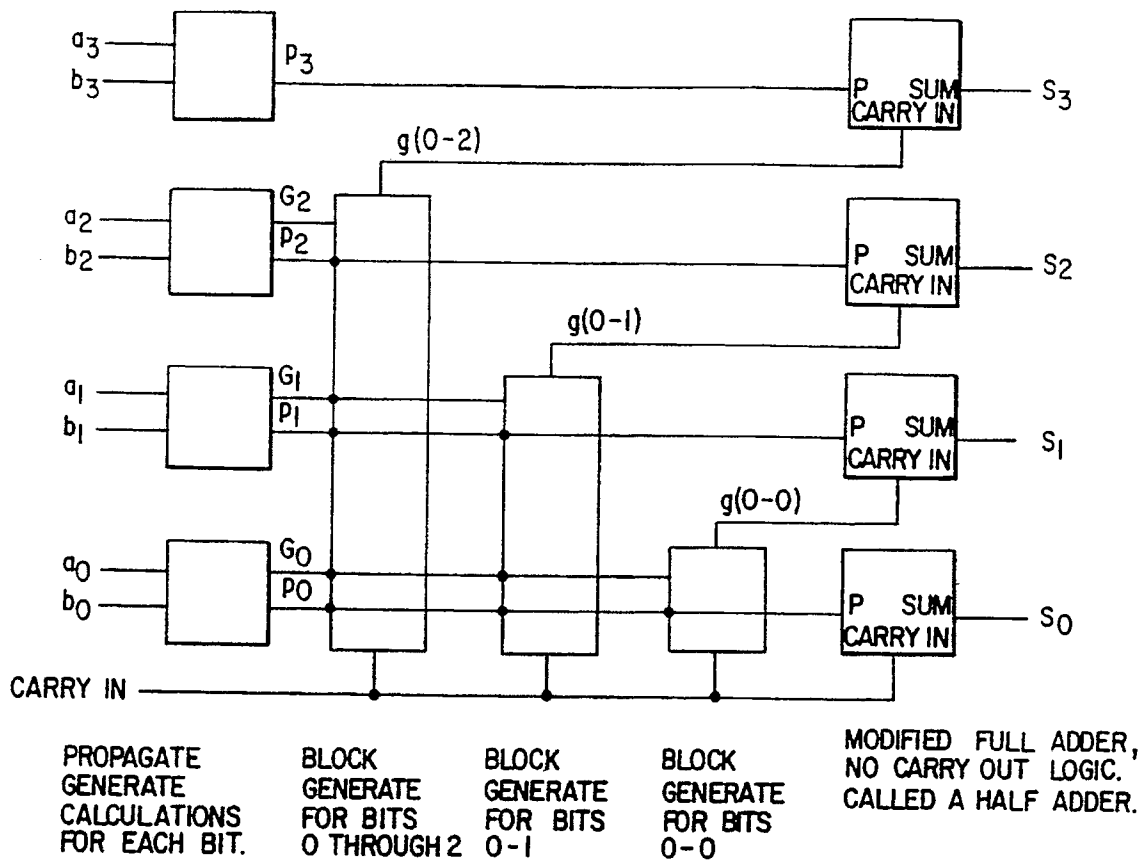 a3
b3
P3
P SUM
CARRY IN
S3
g(0-2)
a2
b2
G2
P2
P SUM
CARRY IN
S2
g(0-1)
a1
b1
G1
P1
P SUM
CARRY IN
S1
g(0-0)
a0
b0
G0
P0
P SUM
CARRY IN
S0
CARRY IN
PROPAGATE
GENERATE
CALCULATIONS
FOR EACH BIT.
BLOCK
GENERATE
FOR BITS
0 THROUGH 2
BLOCK
GENERATE
FOR BITS
0-1
BLOCK
GENERATE
FOR BITS
0-0
MODIFIED FULL ADDER,
NO CARRY OUT LOGIC.
CALLED A HALF ADDER.